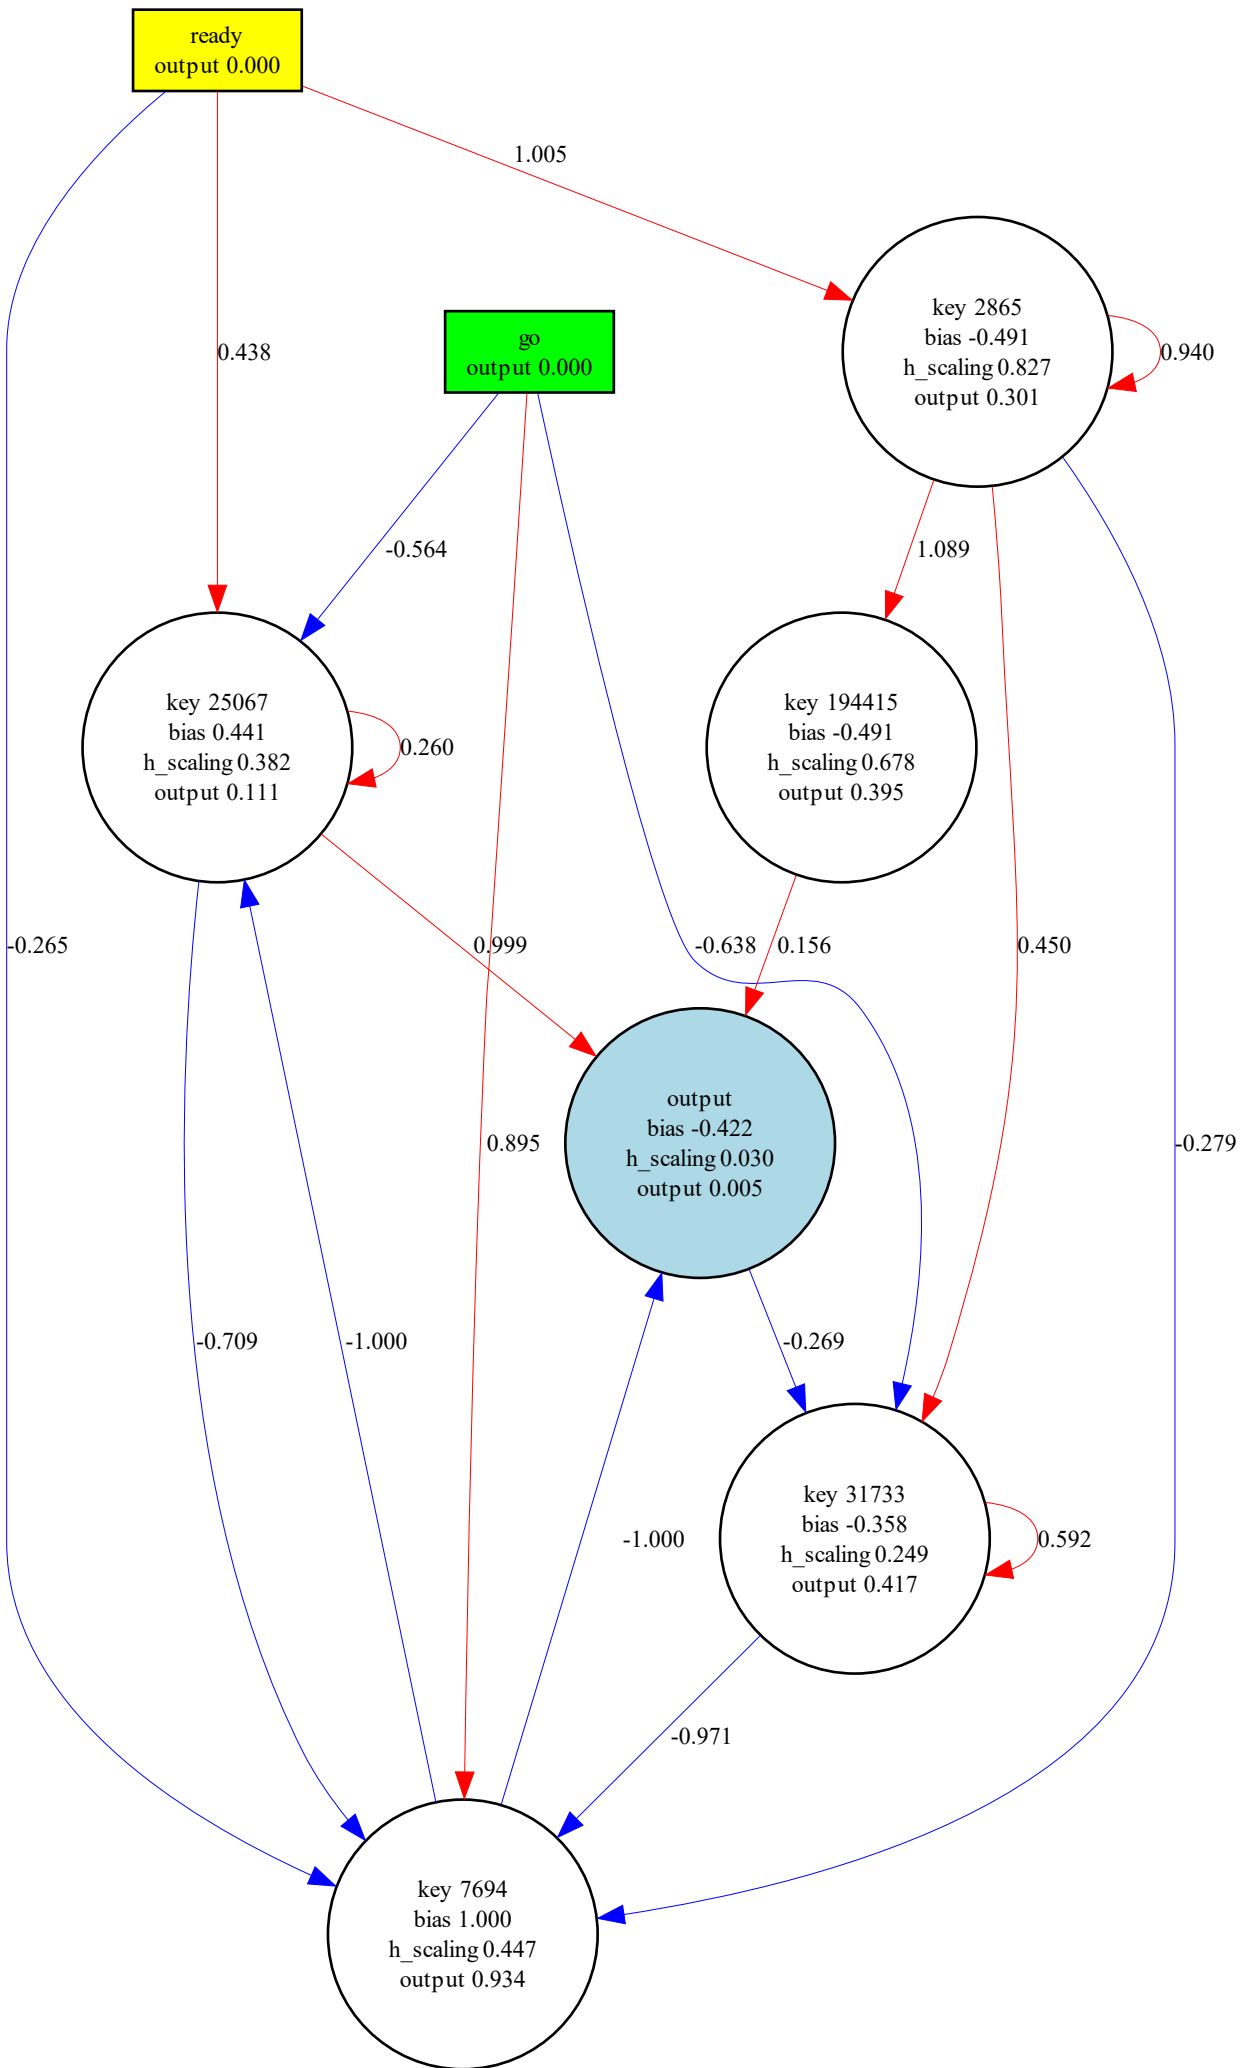 ready
output 0.000
1.005
key 2865
bias -0.491
h_scaling 0.827
output 0.301
0.940
go
output 0.000
0.438
-0.564
1.089
key 25067
bias 0.441
h_scaling 0.382
output 0.111
0.260
key 194415
bias -0.491
h_scaling 0.678
output 0.395
-0.265
0.999
-0.638
0.156
0.450
output
bias -0.422
h_scaling 0.030
output 0.005
0.895
-0.279
-0.709
-1.000
-0.269
-1.000
key 31733
bias -0.358
h_scaling 0.249
output 0.417
0.592
-0.971
key 7694
bias 1.000
h_scaling 0.447
output 0.934